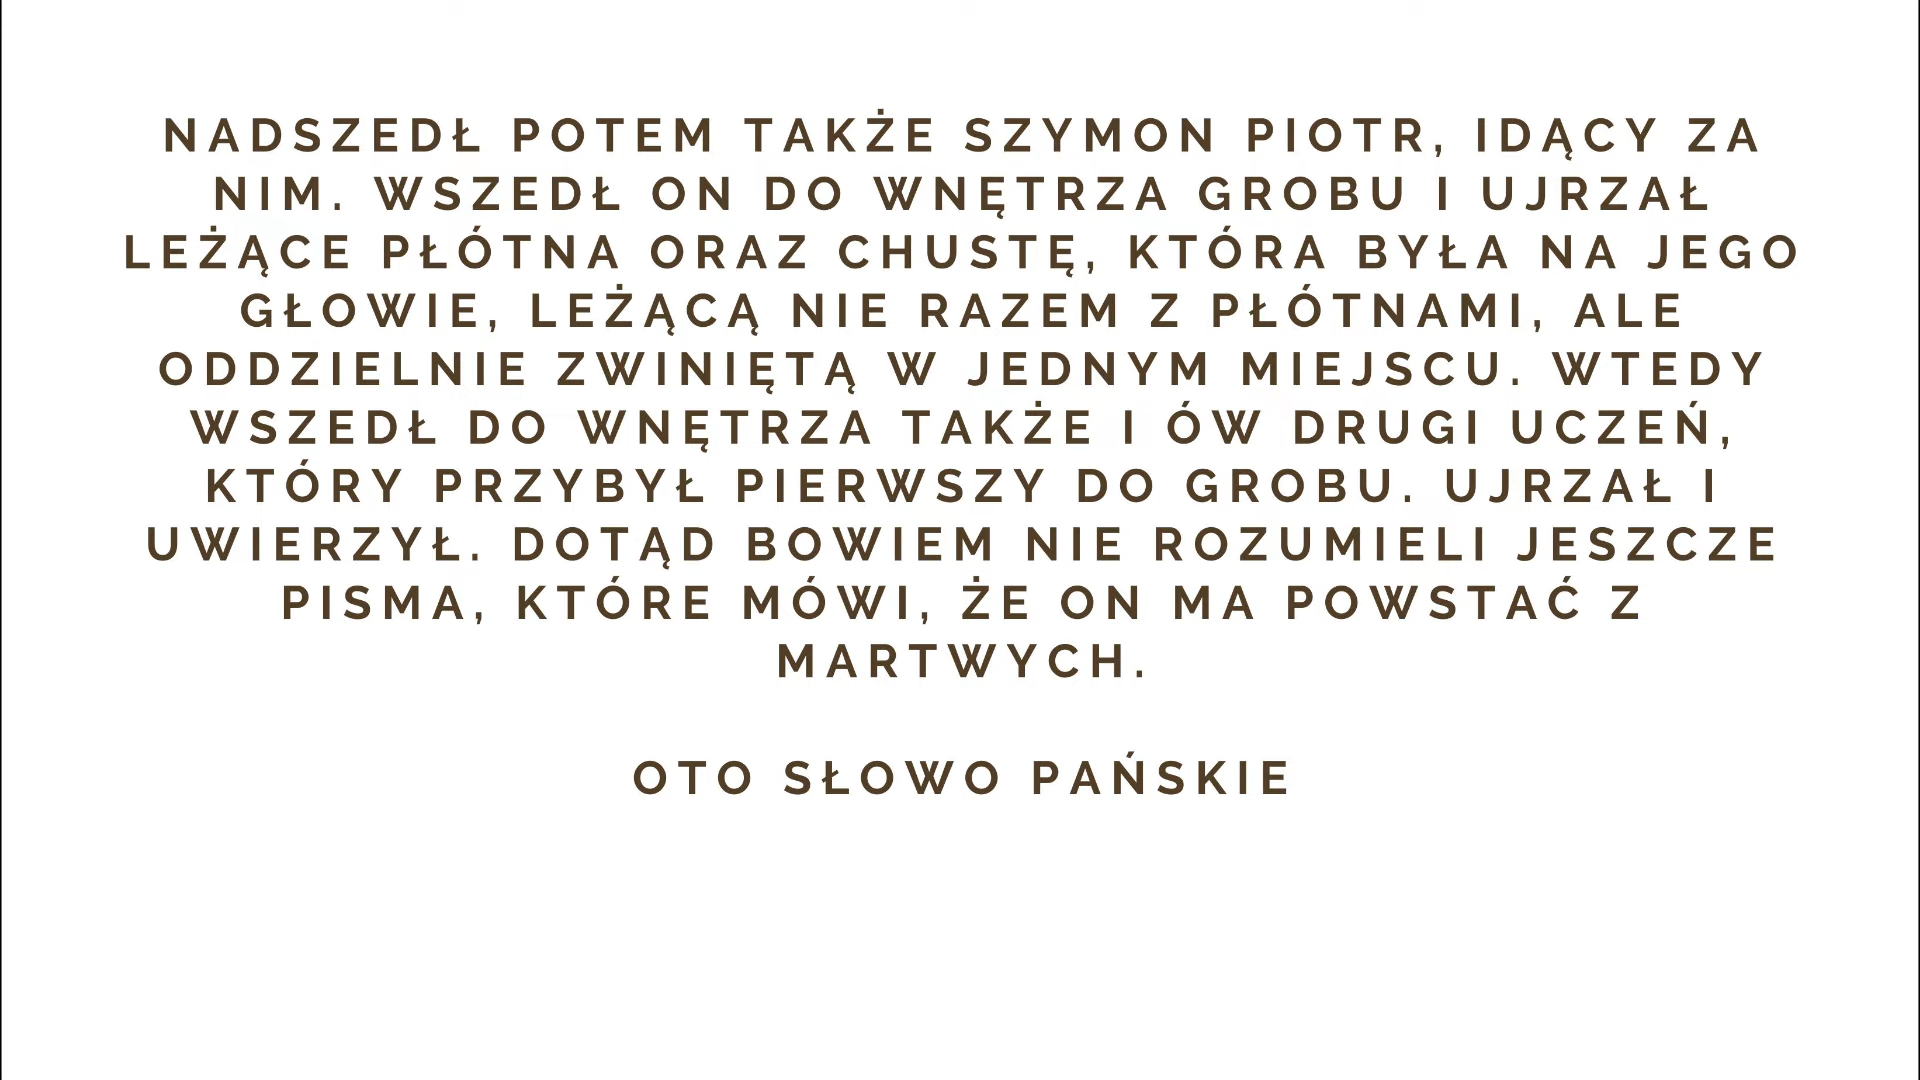 NADSZEDŁ POTEM TAKŻE SZYMON PIOTR, IDĄCY ZA
NIM. WSZEDŁ ON DO WNĘTRZA GROBU I UJRZAŁ
LEŻĄCE PŁÓTNA ORAZ CHUSTĘ, KTÓRA BYŁA NA JEGO
GŁOWIE, LEŻĄCĄ NIE RAZEM Z PŁÓTNAMI, ALE
ODDZIELNIE ZWINIĘTĄ W JEDNYM MIEJSCU. WTEDY
WSZEDŁ DO WNĘTRZA TAKŻE I ÓW DRUGI UCZEŃ,
KTÓRY PRZYBYŁ PIERWSZY DO GROBU. UJRZAŁ I
UWIERZYŁ. DOTĄD BOWIEM NIE ROZUMIELI JESZCZE
PISMA, KTÓRE MÓWI, ŻE ON MA POWSTAĆ Z
MARTWYCH.
OTO SŁOWO PAŃSKIE